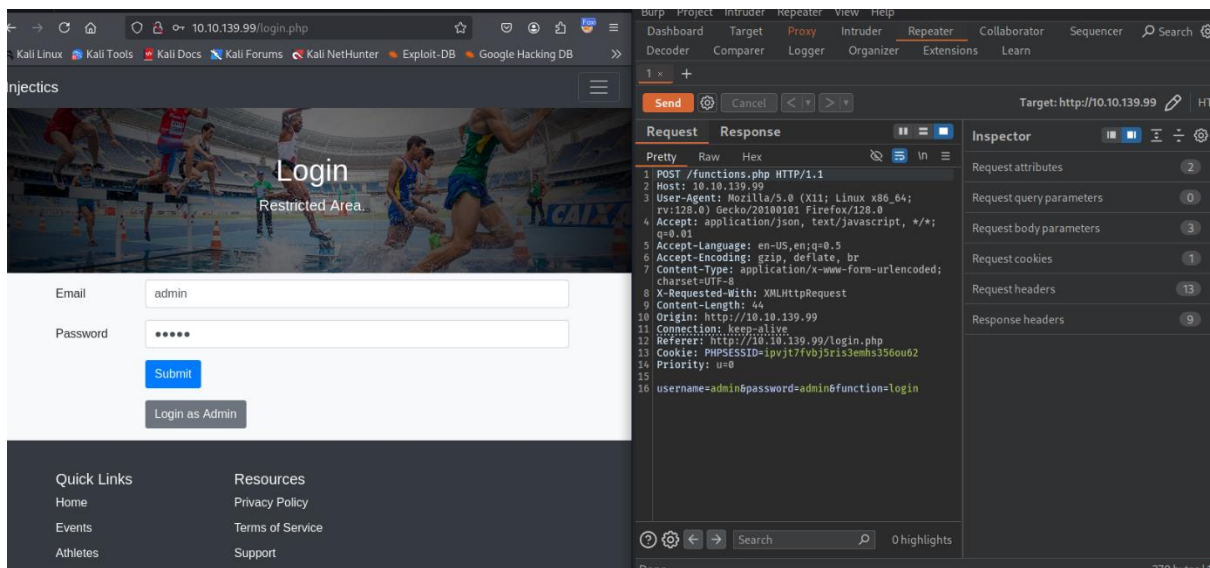 10.10.139.99/login.php
Kali Linux Kali Tools Kali Docs Kali Forums Kali NetHunter Exploit-DB Google Hacking DB
Injectics
Login
Restricted Area.
CAIXA
Email admin
Password •••••
Submit
Login as Admin
Quick Links Resources
Home Privacy Policy
Events Terms of Service
Athletes Support
Burp Project Intruder Repeater View Help
Dashboard Target Proxy Intruder Repeater Collaborator Sequencer Search
Decoder Comparer Logger Organizer Extensions Learn
1 × +
Send Cancel < > Target: http://10.10.139.99
Request Response Inspector
Pretty Raw Hex \n
1 POST /functions.php HTTP/1.1
2 Host: 10.10.139.99
3 User-Agent: Mozilla/5.0 (X11; Linux x86_64;
rv:128.0) Gecko/20100101 Firefox/128.0
4 Accept: application/json, text/javascript, */*;
q=0.01
5 Accept-Language: en-US,en;q=0.5
6 Accept-Encoding: gzip, deflate, br
7 Content-Type: application/x-www-form-urlencoded;
charset=UTF-8
8 X-Requested-With: XMLHttpRequest
9 Content-Length: 44
10 Origin: http://10.10.139.99
11 Connection: keep-alive
12 Referer: http://10.10.139.99/login.php
13 Cookie: PHPSESSID=ipvjt7fvbj5ris3emhs356ou62
14 Priority: u=0
15
16 username=admin&password=admin&function=login
Request attributes 2
Request query parameters 0
Request body parameters 3
Request cookies 1
Request headers 13
Response headers 9
Search 0 highlights